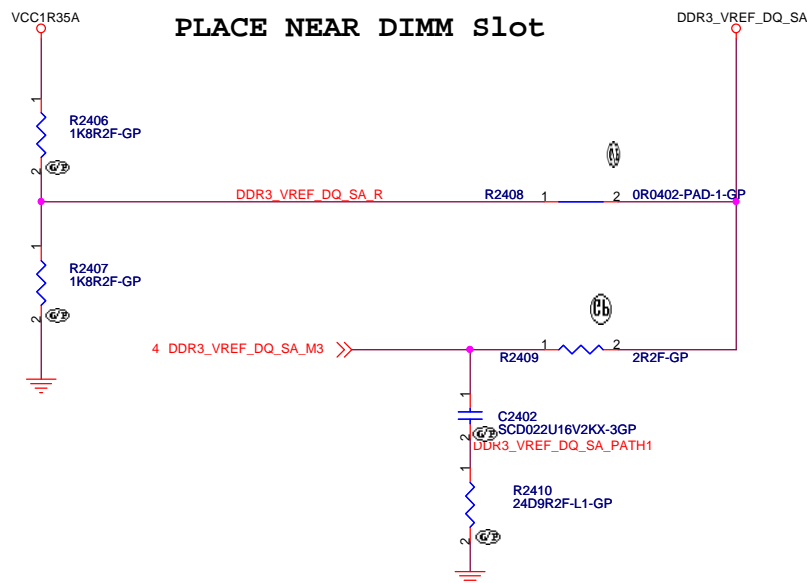 VCC1R35A
PLACE NEAR DIMM Slot
DDR3_VREF_DQ_SA
1
R2406
1K8R2F-GP
2
G/P
DDR3_VREF_DQ_SA_R
R2408
1
2
0R0402-PAD-1-GP
1
R2407
1K8R2F-GP
2
G/P
4 DDR3_VREF_DQ_SA_M3
R2409
1
2
2R2F-GP
1
C2402
SCD022U16V2KX-3GP
2
G/P
DDR3_VREF_DQ_SA_PATH1
1
R2410
24D9R2F-L1-GP
2
G/P